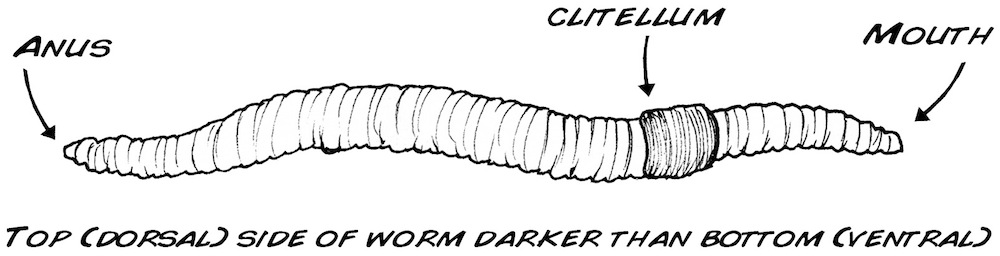 ANUS
CLITELLUM
MOUTH
TOP (DORSAL) SIDE OF WORM DARKER THAN BOTTOM (VENTRAL)